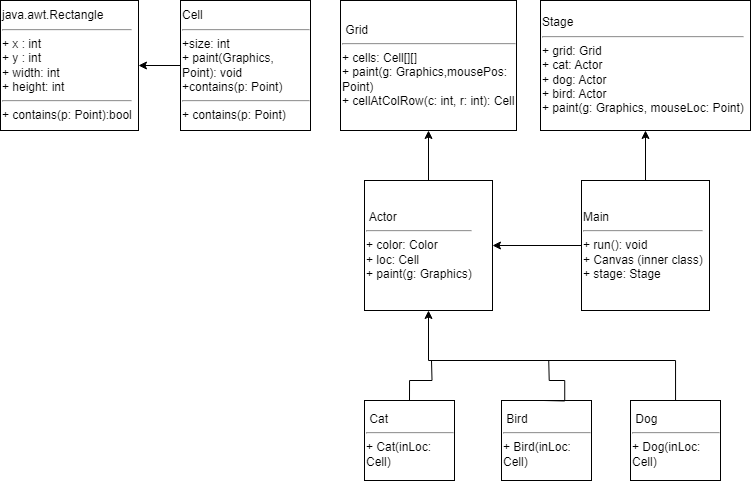 java.awt.Rectangle
+ x : int
+ y : int
+ width: int
+ height: int
+ contains(p: Point):bool
Cell
+size: int
+ paint(Graphics,
Point): void
+contains(p: Point)
+ contains(p: Point)
Grid
+ cells: Cell[][]
+ paint(g: Graphics,mousePos:
Point)
+ cellAtColRow(c: int, r: int): Cell
Stage
+ grid: Grid
+ cat: Actor
+ dog: Actor
+ bird: Actor
+ paint(g: Graphics, mouseLoc: Point)
Actor
+ color: Color
+ loc: Cell
+ paint(g: Graphics)
Main
+ run(): void
+ Canvas (inner class)
+ stage: Stage
Cat
+ Cat(inLoc:
Cell)
Bird
+ Bird(inLoc:
Cell)
Dog
+ Dog(inLoc:
Cell)